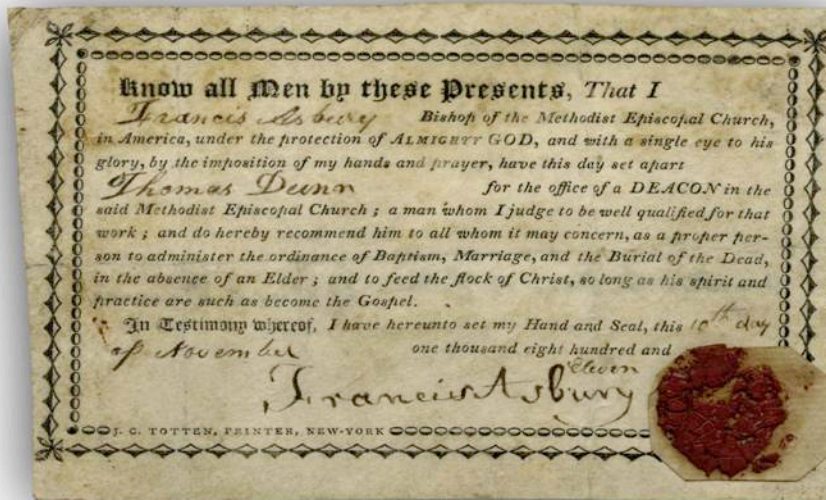 Know all Men by these Presents, That I
Francis Asbury Bishop of the Methodist Episcopal Church,
in America, under the protection of ALMIGHTY GOD, and with a single eye to his
glory, by the imposition of my hands and prayer, have this day set apart
Thomas Dunn for the office of a DEACON in the
said Methodist Episcopal Church ; a man whom I judge to be well qualified for that
work ; and do hereby recommend him to all whom it may concern, as a proper per-
son to administer the ordinance of Baptism, Marriage, and the Burial of the Dead,
in the absence of an Elder ; and to feed the flock of Christ, so long as his spirit and
practice are such as become the Gospel.
In Testimony whereof, I have hereunto set my Hand and Seal, this 10th day
of November one thousand eight hundred and
eleven
Francis Asbury
J. C. TOTTEN, PRINTER, NEW-YORK